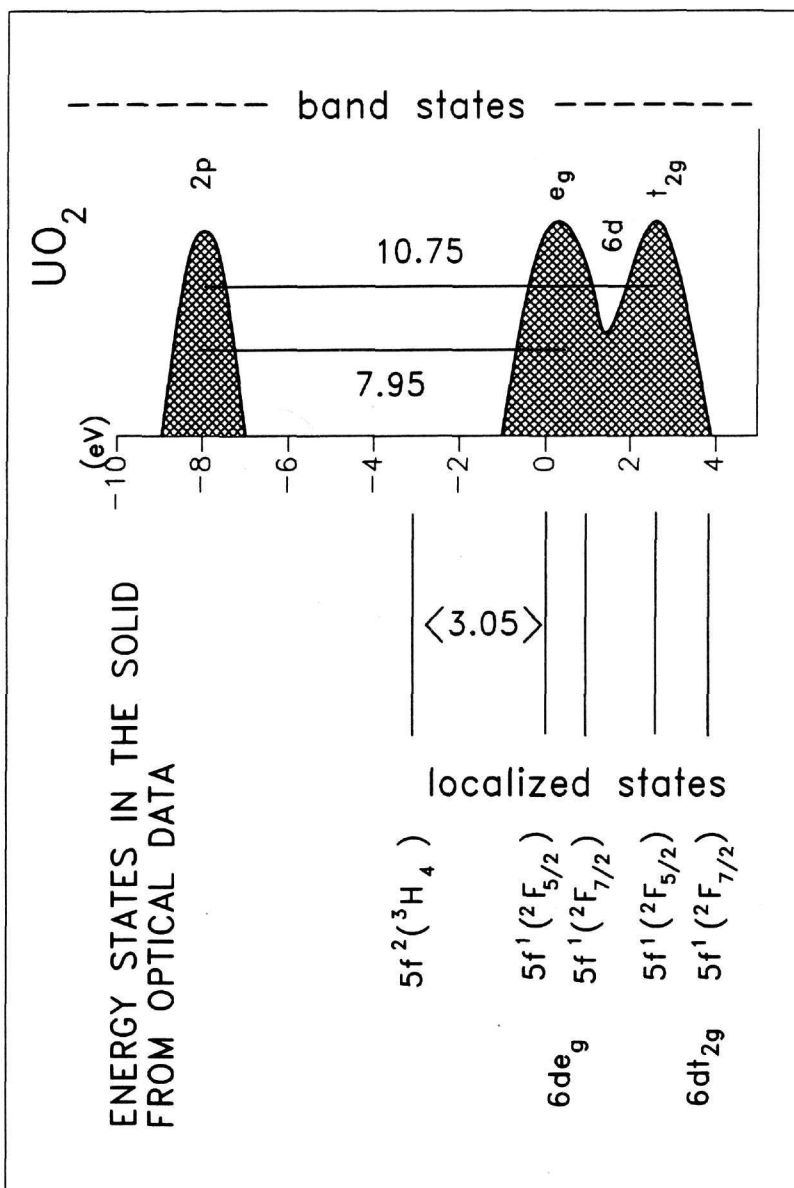 ENERGY STATES IN THE SOLID
FROM OPTICAL DATA
UO₂
5f²(³H₄)
5f¹(²F₅/₂)
5f¹(²F₇/₂)
5f¹(²F₅/₂)
5f¹(²F₇/₂)
6de_g
6dt₂g
localized states
<3.05>
(eV)
-10
-8
-6
-4
-2
0
2
4
7.95
10.75
2p
e_g
6d
t₂g
band states